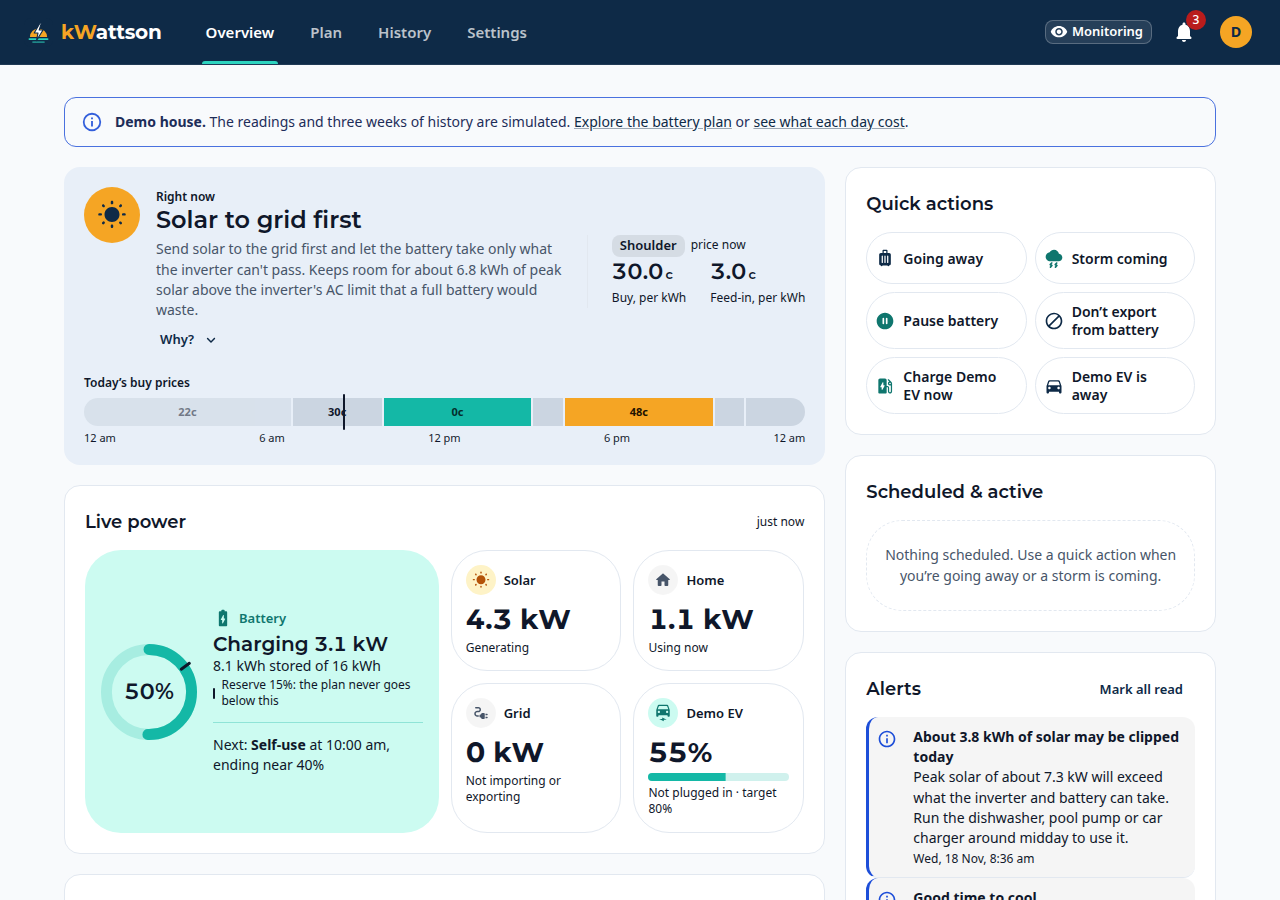 kWattson
Overview
Plan
History
Settings
Monitoring
3
D
Demo house. The readings and three weeks of history are simulated. Explore the battery plan or see what each day cost.
Right now
Solar to grid first
Send solar to the grid first and let the battery take only what
the inverter can't pass. Keeps room for about 6.8 kWh of peak
solar above the inverter's AC limit that a full battery would
waste.
Why?
Shoulder price now
30.0 c
Buy, per kWh
3.0 c
Feed-in, per kWh
Today's buy prices
22c
30c
0c
48c
12 am
6 am
12 pm
6 pm
12 am
Quick actions
Going away
Storm coming
Pause battery
Don't export
from battery
Charge Demo
EV now
Demo EV is
away
Scheduled & active
Nothing scheduled. Use a quick action when
you're going away or a storm is coming.
Live power
just now
50%
Battery
Charging 3.1 kW
8.1 kWh stored of 16 kWh
Reserve 15%: the plan never goes
below this
Next: Self-use at 10:00 am,
ending near 40%
Solar
4.3 kW
Generating
Home
1.1 kW
Using now
Grid
0 kW
Not importing or
exporting
Demo EV
55%
Not plugged in · target
80%
Alerts
Mark all read
About 3.8 kWh of solar may be clipped
today
Peak solar of about 7.3 kW will exceed
what the inverter and battery can take.
Run the dishwasher, pool pump or car
charger around midday to use it.
Wed, 18 Nov, 8:36 am
Good time to cool